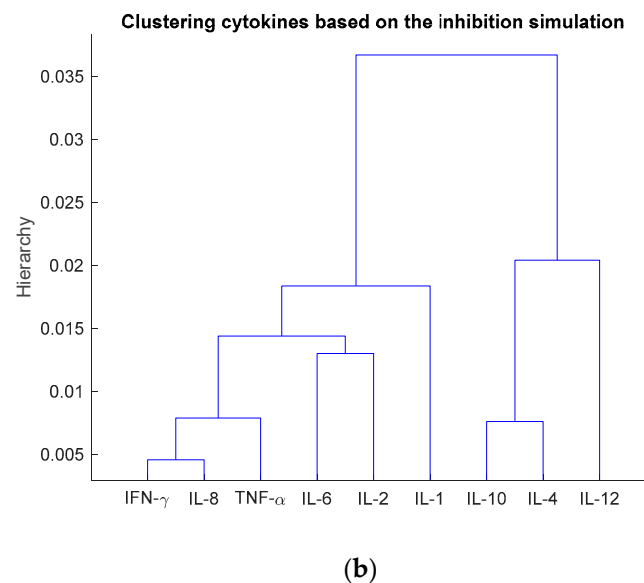 Clustering cytokines based on the inhibition simulation
0.035
0.03
0.025
0.02
0.015
0.01
0.005
Hierarchy
IFN-γ IL-8 TNF-α IL-6 IL-2 IL-1 IL-10 IL-4 IL-12
(b)